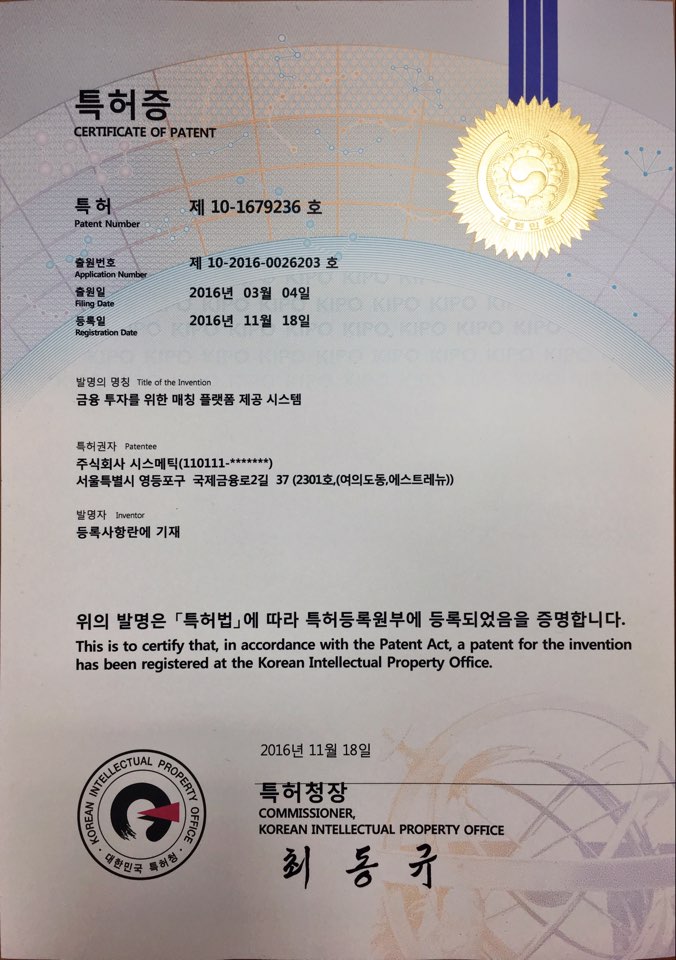 특허증
CERTIFICATE OF PATENT
대한민국
특허 제 10-1679236 호
Patent Number
출원번호 제 10-2016-0026203 호
Application Number
출원일 2016년 03월 04일
Filing Date
등록일 2016년 11월 18일
Registration Date
KIPO KIPO KIPO KIPO KIPO
발명의 명칭 Title of the Invention
금융 투자를 위한 매칭 플랫폼 제공 시스템
특허권자 Patentee
주식회사 시스메틱(110111-*******)
서울특별시 영등포구 국제금융로2길 37 (2301호,(여의도동,에스트레뉴))
발명자 Inventor
등록사항란에 기재
위의 발명은 「특허법」에 따라 특허등록원부에 등록되었음을 증명합니다.
This is to certify that, in accordance with the Patent Act, a patent for the invention
has been registered at the Korean Intellectual Property Office.
2016년 11월 18일
특허청장
COMMISSIONER,
KOREAN INTELLECTUAL PROPERTY OFFICE
최동규
KOREAN INTELLECTUAL PROPERTY OFFICE
· 대한민국 특허청 ·